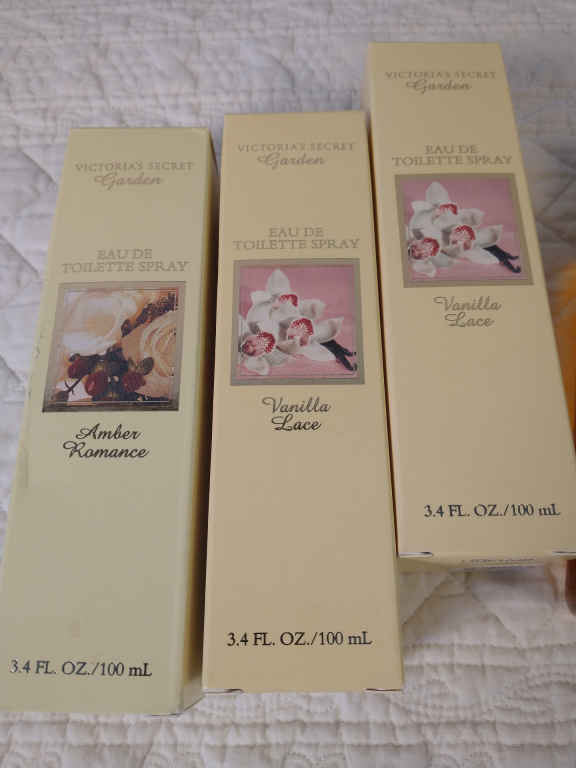 VICTORIA'S SECRET
Garden
EAU DE
TOILETTE SPRAY
Amber
Romance
3.4 FL. OZ./100 mL
VICTORIA'S SECRET
Garden
EAU DE
TOILETTE SPRAY
Vanilla
Lace
3.4 FL. OZ./100 mL
VICTORIA'S SECRET
Garden
EAU DE
TOILETTE SPRAY
Vanilla
Lace
3.4 FL. OZ./100 mL